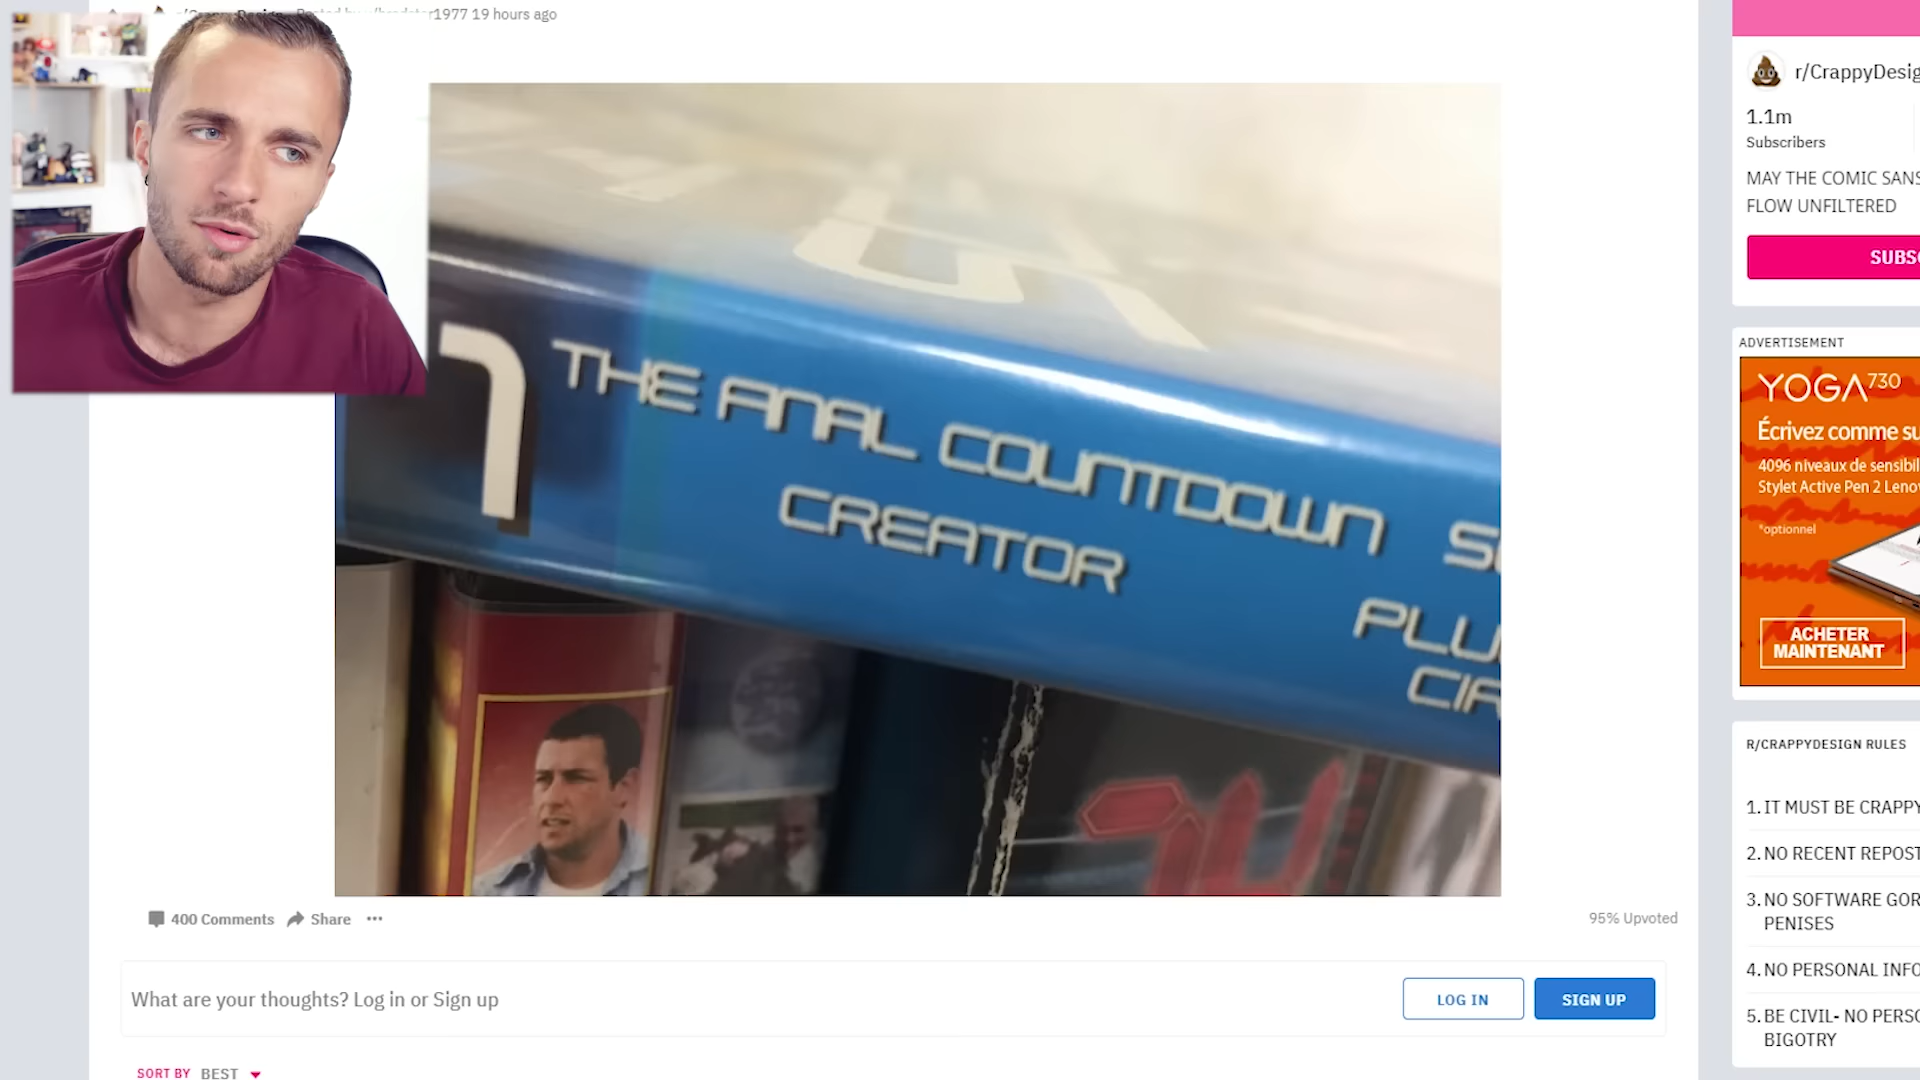 1977 19 hours ago
THE FINAL COUNTDOWN
CREATOR
400 Comments
Share
95% Upvoted
What are your thoughts? Log in or Sign up
LOG IN
SIGN UP
SORT BY BEST
1.1m
Subscribers
MAY THE COMIC SANS
FLOW UNFILTERED
ADVERTISEMENT
YOGA 730
Écrivez comme su
4096 niveaux de sensibil
Stylet Active Pen 2 Leno
*optionnel
ACHETER
MAINTENANT
R/CRAPPYDESIGN RULES
1. IT MUST BE CRAPPY
2. NO RECENT REPOST
3. NO SOFTWARE GOR
PENISES
4. NO PERSONAL INFO
5. BE CIVIL- NO PERSO
BIGOTRY